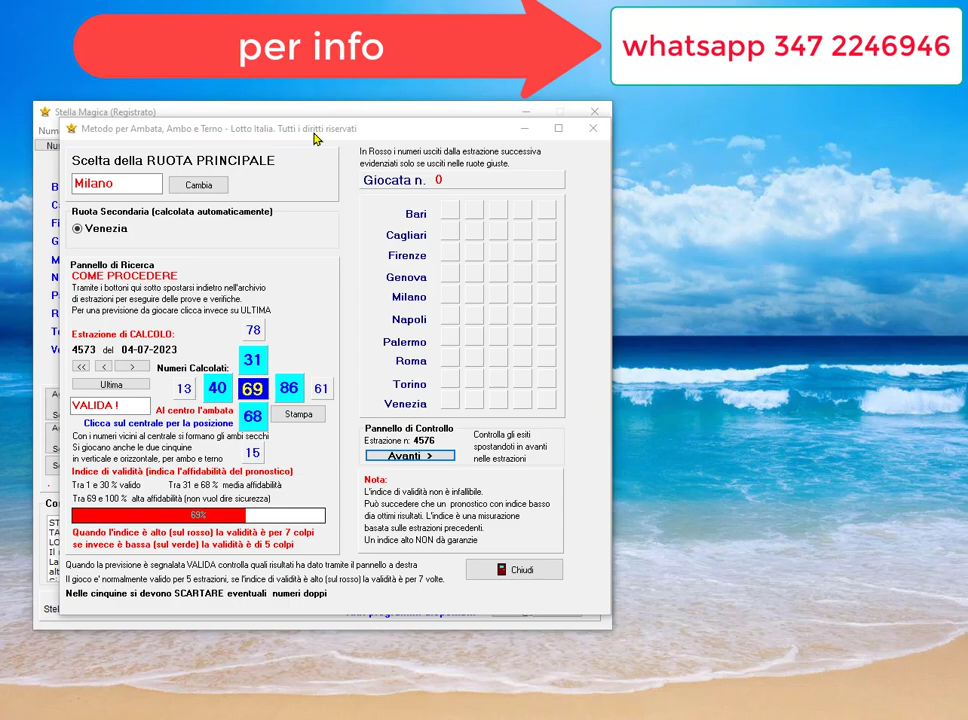 per info
whatsapp 347 2246946
Stella Magica (Registrato)
Metodo per Ambata, Ambo e Terno - Lotto Italia. Tutti i diritti riservati
Scelta della RUOTA PRINCIPALE
Milano
Cambia
Ruota Secondaria (calcolata automaticamente)
Venezia
Pannello di Ricerca
COME PROCEDERE
Tramite i bottoni qui sotto spostarsi indietro nell'archivio
di estrazioni per eseguire delle prove e verifiche.
Per una previsione da giocare clicca invece su ULTIMA
78
Estrazione di CALCOLO:
4573 del 04-07-2023
31
<< < >
Numeri Calcolati:
Ultima
13 40 69 86 61
VALIDA !
Al centro l'ambata
68
Stampa
Clicca sul centrale per la posizione
Con i numeri vicini al centrale si formano gli ambi secchi
Si giocano anche le due cinquine
in verticale e orizzontale, per ambo e terno
15
Indice di validità (indica l'affidabilità del pronostico)
Tra 1 e 30 % valido Tra 31 e 68 % media affidabilità
Tra 69 e 100 % alta affidabilità (non vuol dire sicurezza)
69%
Quando l'indice è alto (sul rosso) la validità è per 7 colpi
se invece è bassa (sul verde) la validità è di 5 colpi
In Rosso i numeri usciti dalla estrazione successiva
evidenziati solo se usciti nelle ruote giuste.
Giocata n. 0
Bari
Cagliari
Firenze
Genova
Milano
Napoli
Palermo
Roma
Torino
Venezia
Pannello di Controllo
Estrazione n: 4576
Avanti >
Controlla gli esiti
spostandoti in avanti
nelle estrazioni
Nota:
L'indice di validità non è infallibile.
Può succedere che un pronostico con indice basso
dia ottimi risultati. L'indice è una misurazione
basata sulle estrazioni precedenti.
Un indice alto NON dà garanzie
Quando la previsione è segnalata VALIDA controlla quali risultati ha dato tramite il pannello a destra
Il gioco e' normalmente valido per 5 estrazioni, se l'indice di validità è alto (sul rosso) la validità è per 7 volte.
Nelle cinquine si devono SCARTARE eventuali numeri doppi
Chiudi